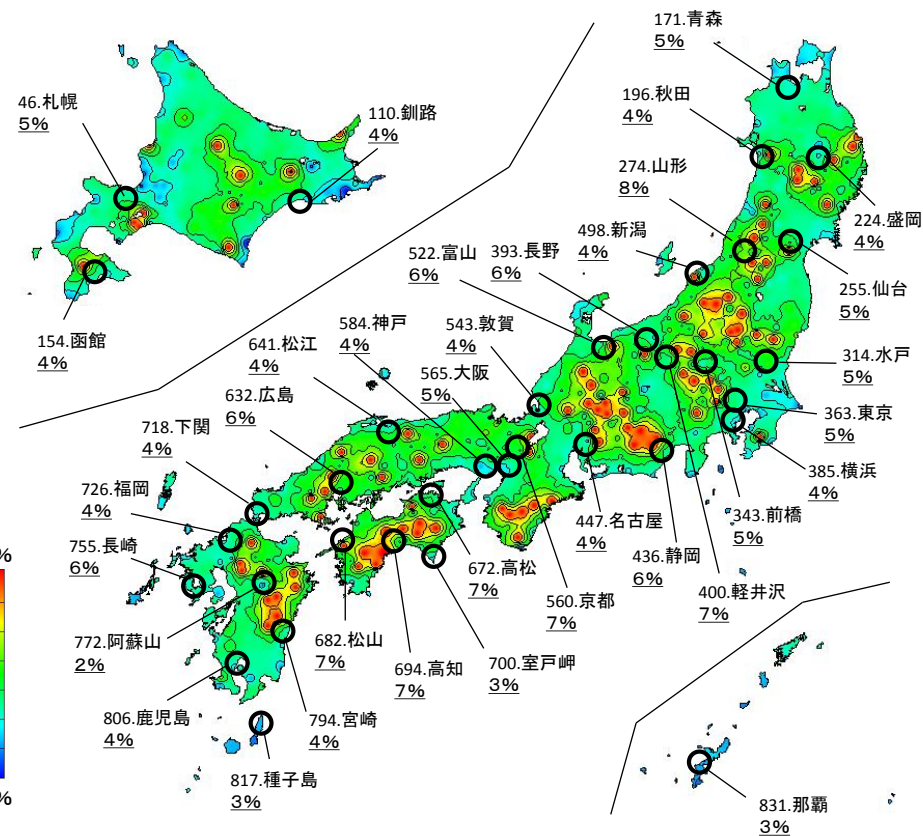 171.青森
5%
46.札幌
5%
110.釧路
4%
196.秋田
4%
274.山形
8%
224.盛岡
4%
498.新潟
4%
522.富山
6%
393.長野
6%
255.仙台
5%
154.函館
4%
584.神戸
4%
543.敦賀
4%
641.松江
4%
565.大阪
5%
314.水戸
5%
632.広島
6%
363.東京
5%
718.下関
4%
385.横浜
4%
726.福岡
4%
447.名古屋
4%
343.前橋
5%
755.長崎
6%
436.静岡
6%
672.高松
7%
560.京都
7%
400.軽井沢
7%
772.阿蘇山
2%
682.松山
7%
694.高知
7%
700.室戸岬
3%
806.鹿児島
4%
794.宮崎
4%
817.種子島
3%
831.那覇
3%
%
%